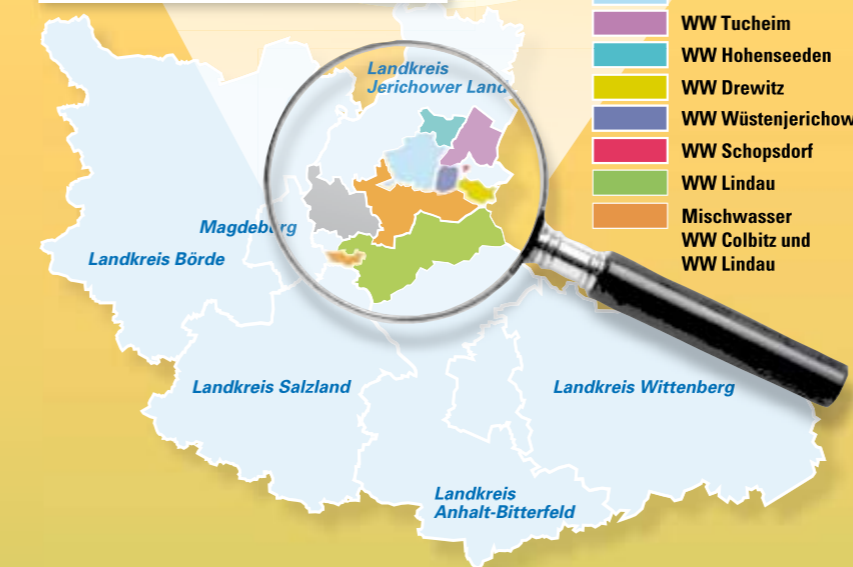 WW Tucheim
WW Hohenseeden
WW Drewitz
WW Wüstenjerichow
WW Schopsdorf
WW Lindau
Mischwasser
WW Colbitz und
WW Lindau
Landkreis
Jerichower Land
Magdeburg
Landkreis Börde
Landkreis Salzland
Landkreis Wittenberg
Landkreis
Anhalt-Bitterfeld